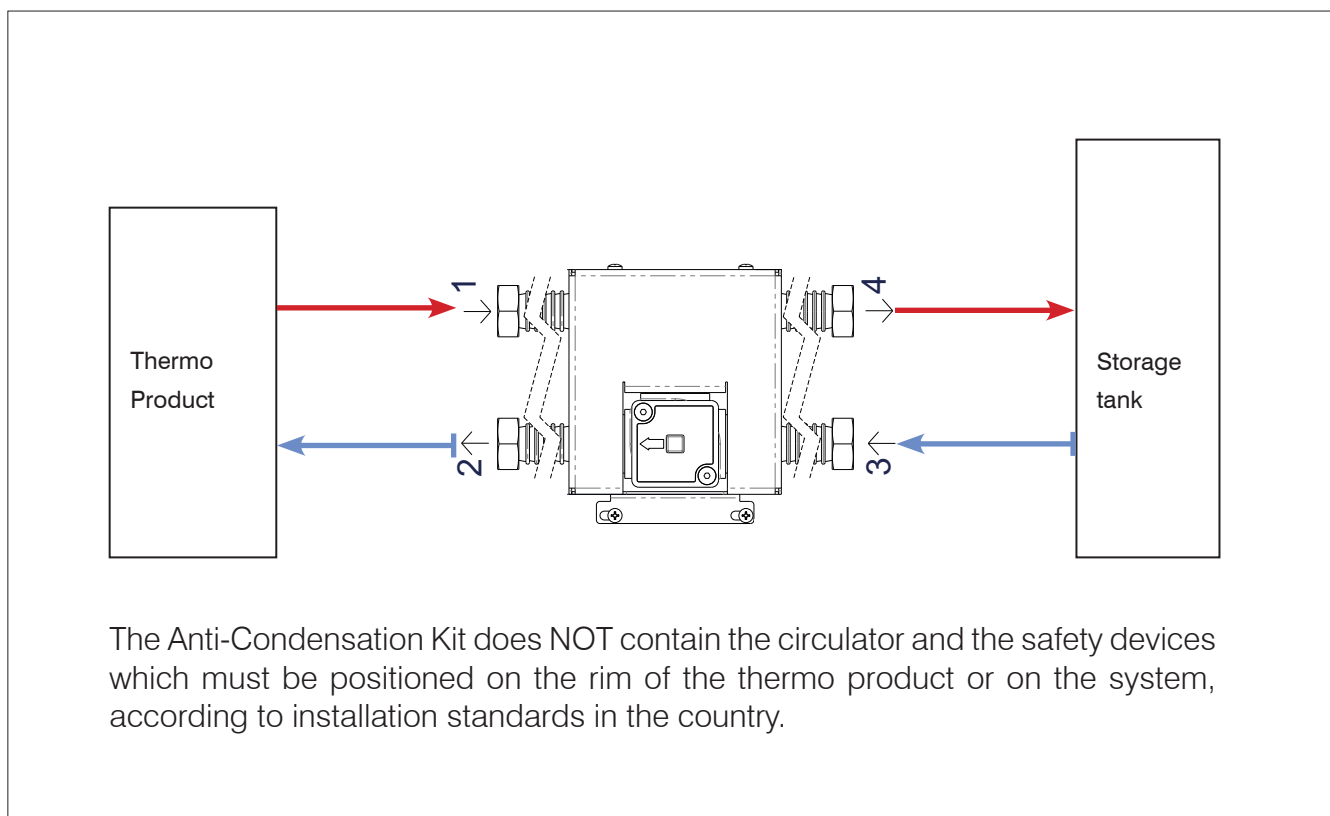 1
4
Thermo
Product
Storage
tank
2
3
The Anti-Condensation Kit does NOT contain the circulator and the safety devices
which must be positioned on the rim of the thermo product or on the system,
according to installation standards in the country.